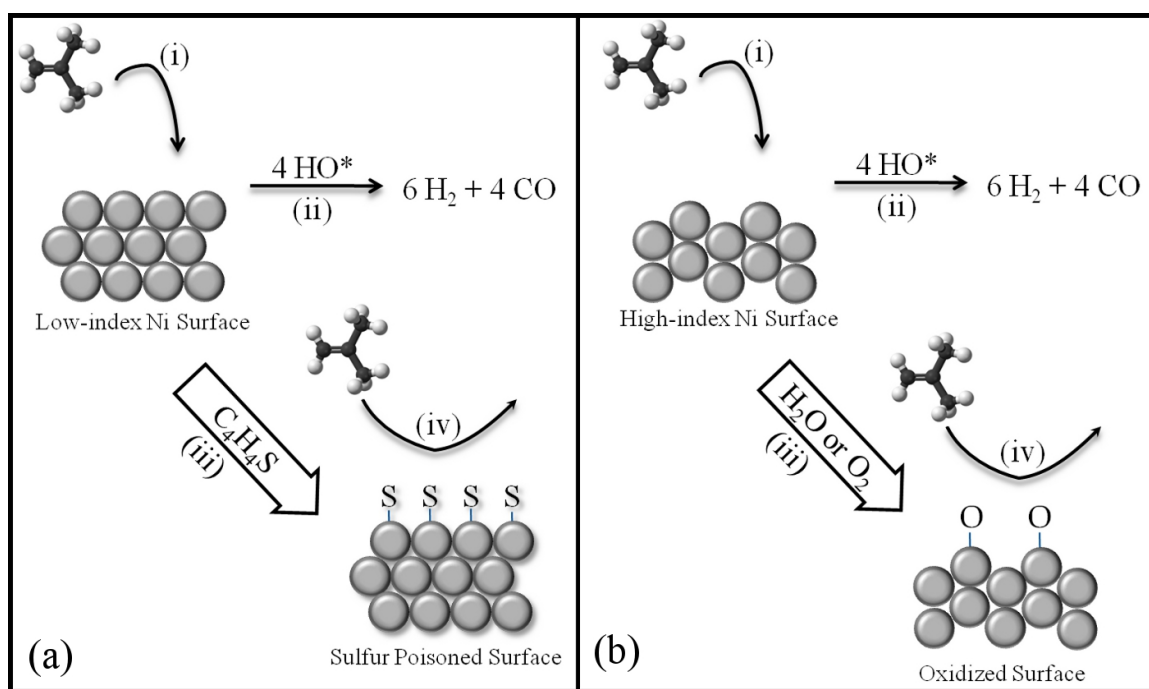 (i)
4 HO*
(ii)
6 H₂ + 4 CO
Low-index Ni Surface
C₄H₄S
(iii)
(iv)
S S S S
Sulfur Poisoned Surface
(a)
(i)
4 HO*
(ii)
6 H₂ + 4 CO
High-index Ni Surface
H₂O or O₂
(iii)
(iv)
O O
Oxidized Surface
(b)